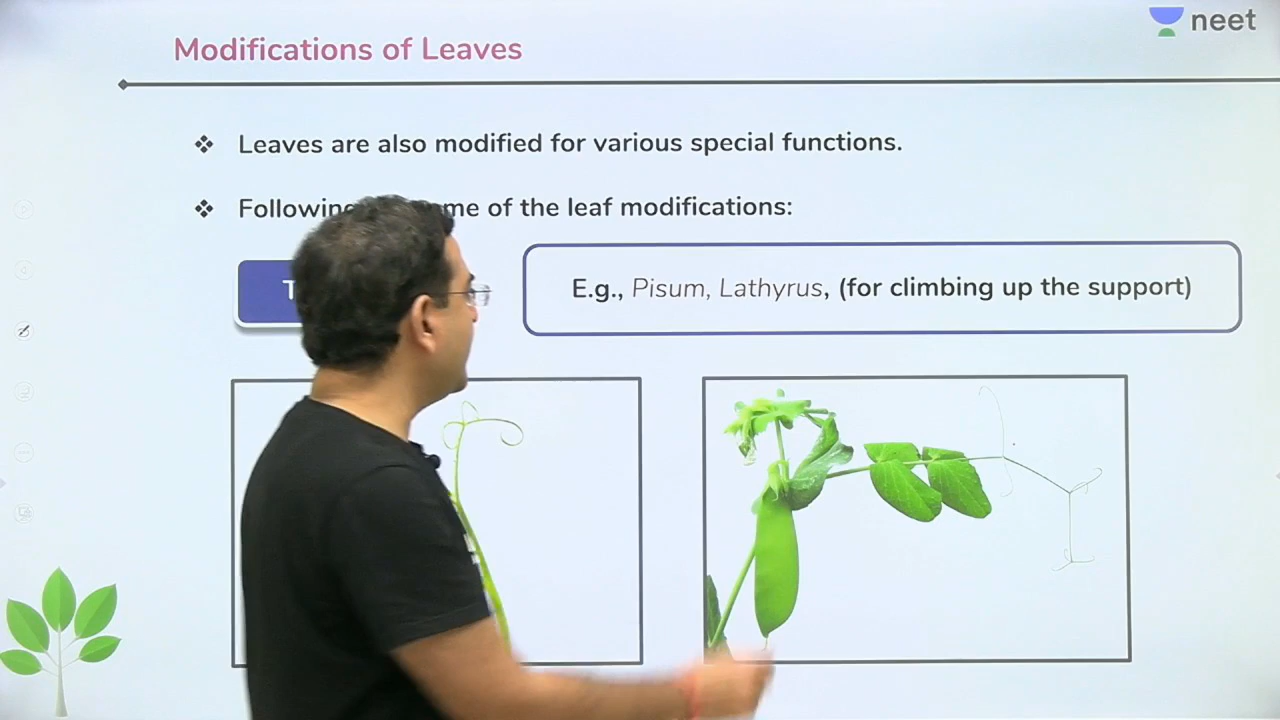 neet
Modifications of Leaves
❖ Leaves are also modified for various special functions.
❖ Following me of the leaf modifications:
T
E.g., Pisum, Lathyrus, (for climbing up the support)